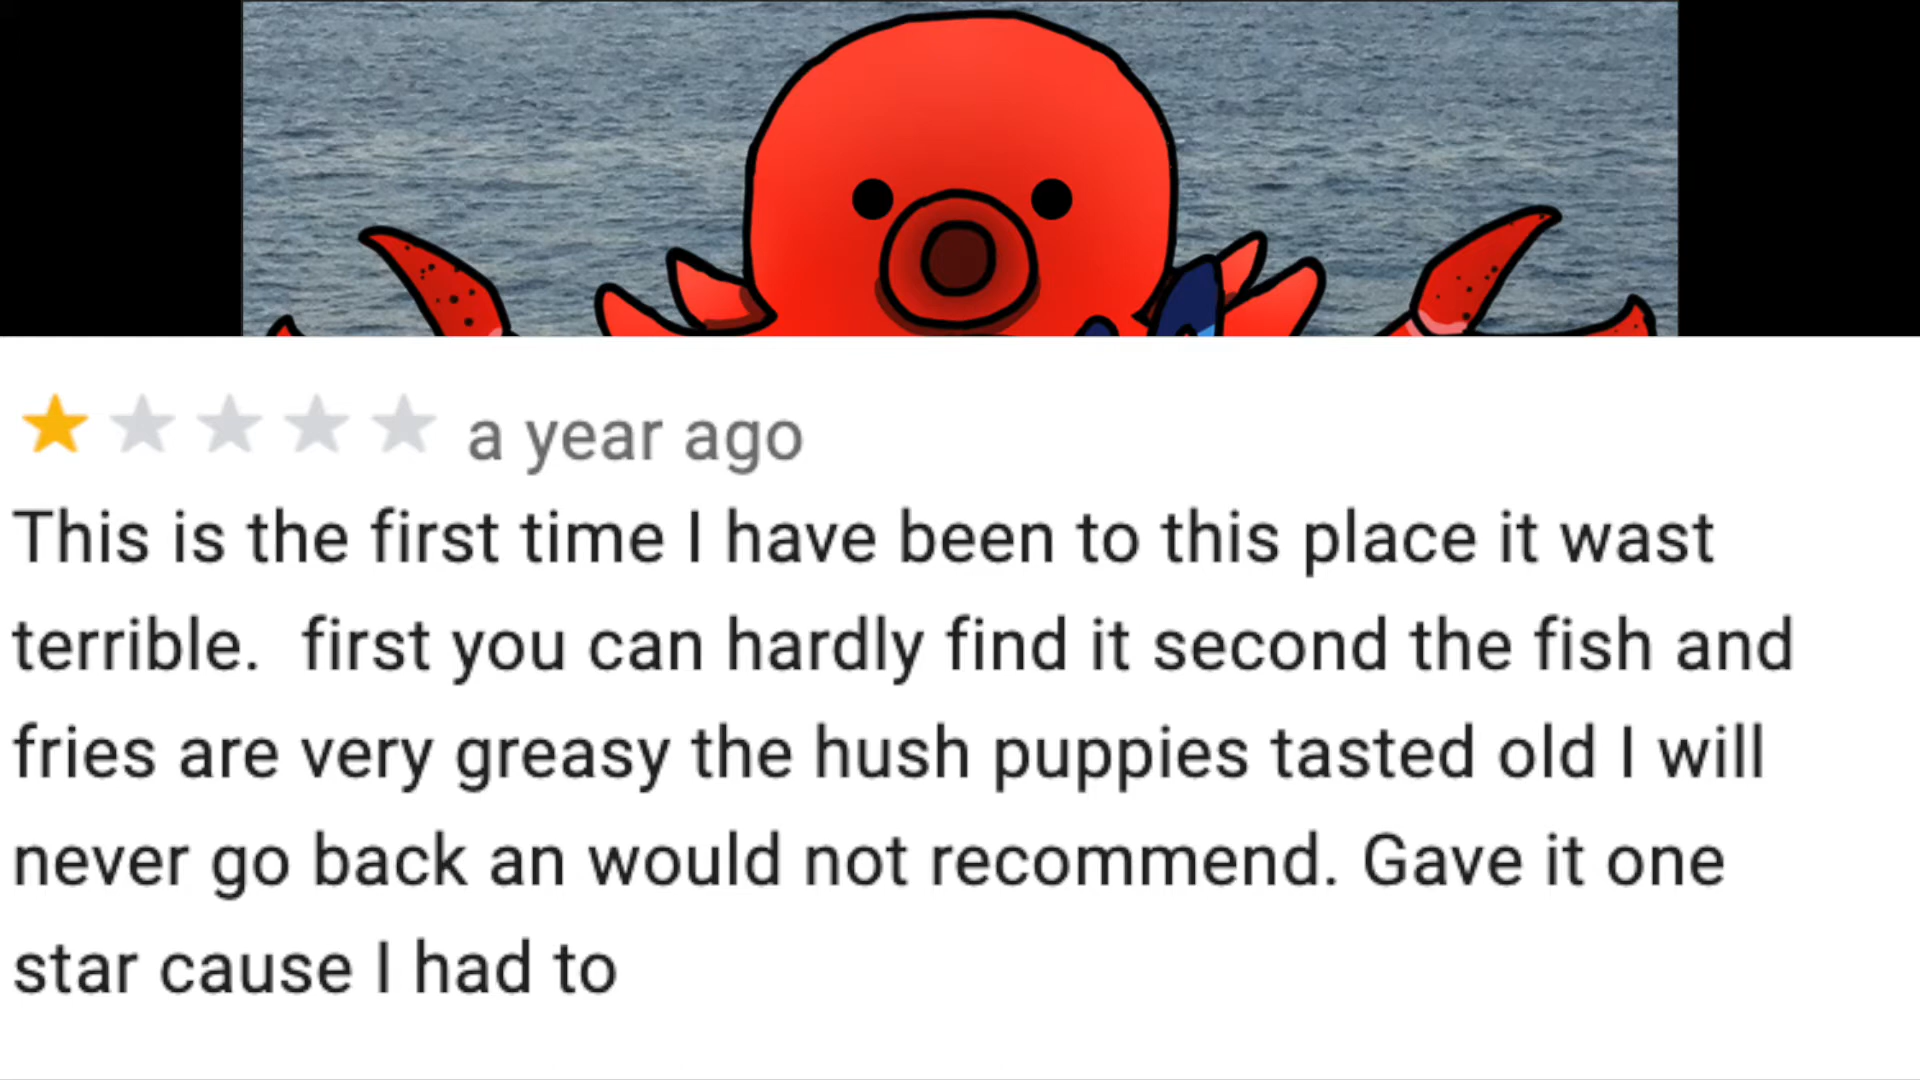 a year ago
This is the first time I have been to this place it wast
terrible.  first you can hardly find it second the fish and
fries are very greasy the hush puppies tasted old I will
never go back an would not recommend. Gave it one
star cause I had to